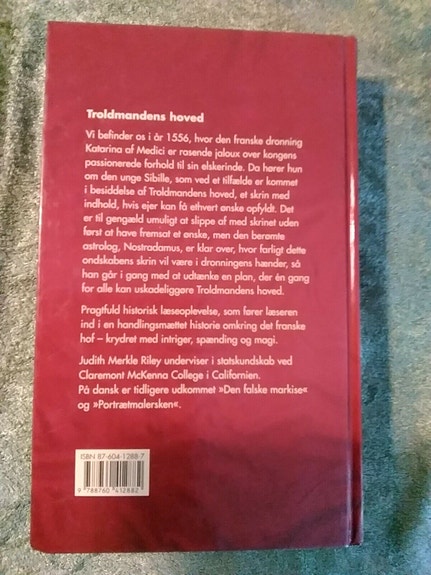 Troldmandens hoved
Vi befinder os i år 1556, hvor den franske dronning
Katarina af Medici er rasende jaloux over kongens
passionerede forhold til sin elskerinde. Da hører hun
om den unge Sibille, som ved et tilfælde er kommet
i besiddelse af Troldmandens hoved, et skrin med
indhold, hvis ejer kan få ethvert ønske opfyldt. Det
er til gengæld umuligt at slippe af med skrinet uden
først at have fremsat et ønske, men den berømte
astrolog, Nostradamus, er klar over, hvor farligt dette
ondskabens skrin vil være i dronningens hænder, så
han går i gang med at udtænke en plan, der én gang
for alle kan uskadeliggøre Troldmandens hoved.
Pragtfuld historisk læseoplevelse, som fører læseren
ind i en handlingsmættet historie omkring det franske
hof – krydret med intriger, spænding og magi.
Judith Merkle Riley underviser i statskundskab ved
Claremont McKenna College i Californien.
På dansk er tidligere udkommet »Den falske markise«
og »Portrætmalersken«.
ISBN 87-604-1288-7
9 788760 412882